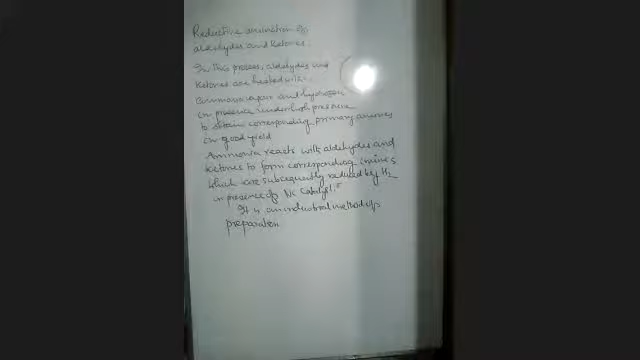 Reductive amination of
aldehydes and Ketones.
In this process, aldehydes and
Ketones are heated with
ammonia and hydrogen
in presence under high pressure
to obtain corresponding primary amines
in good yield
Ammonia reacts with aldehydes and
ketones to form corresponding imines
which are subsequently reduced by H2
in presence of Ni Catalyst.
It is an industrial method of
preparation